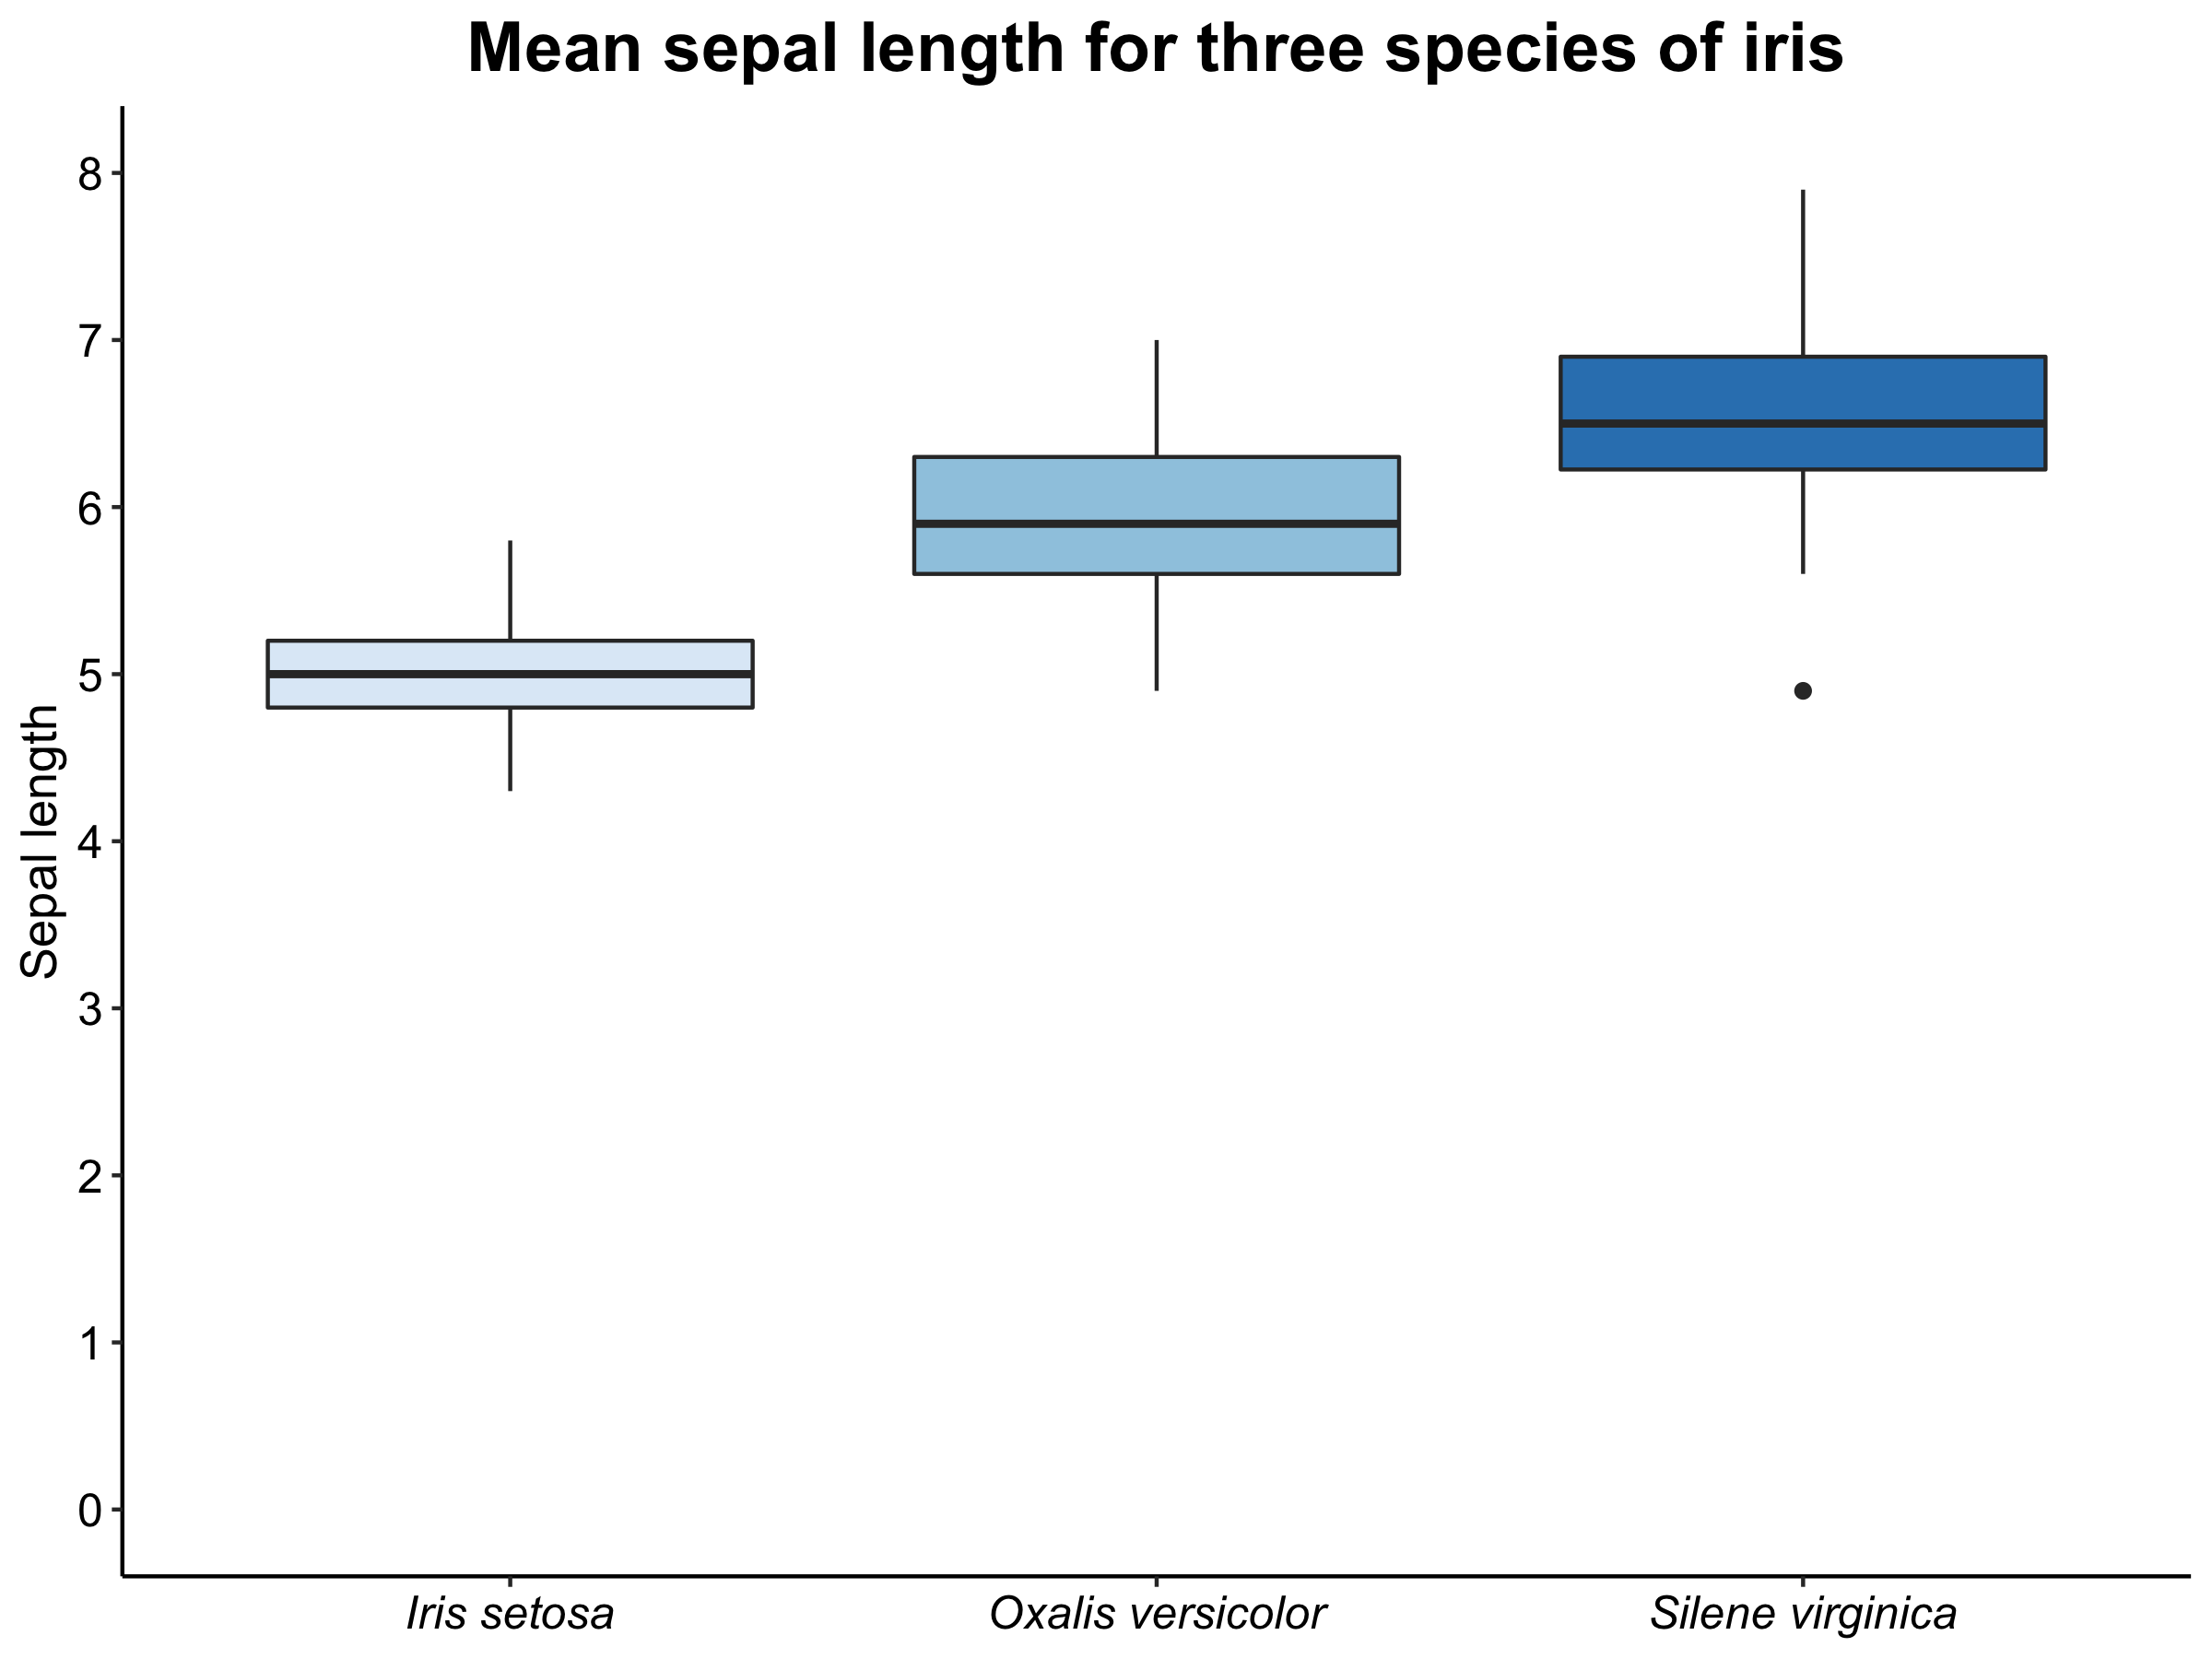 Mean sepal length for three species of iris
Sepal length
8
7
6
5
4
3
2
1
0
Iris setosa
Oxalis versicolor
Silene virginica